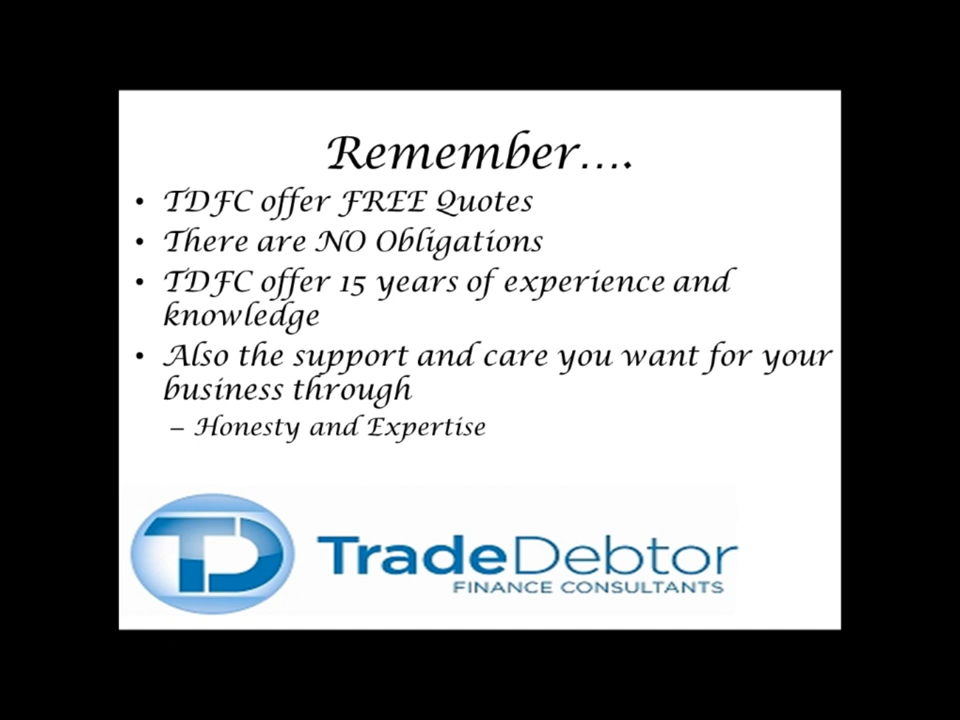 Remember….
• TDFC offer FREE Quotes
• There are NO Obligations
• TDFC offer 15 years of experience and
knowledge
• Also the support and care you want for your
business through
– Honesty and Expertise
TD TradeDebtor
FINANCE CONSULTANTS